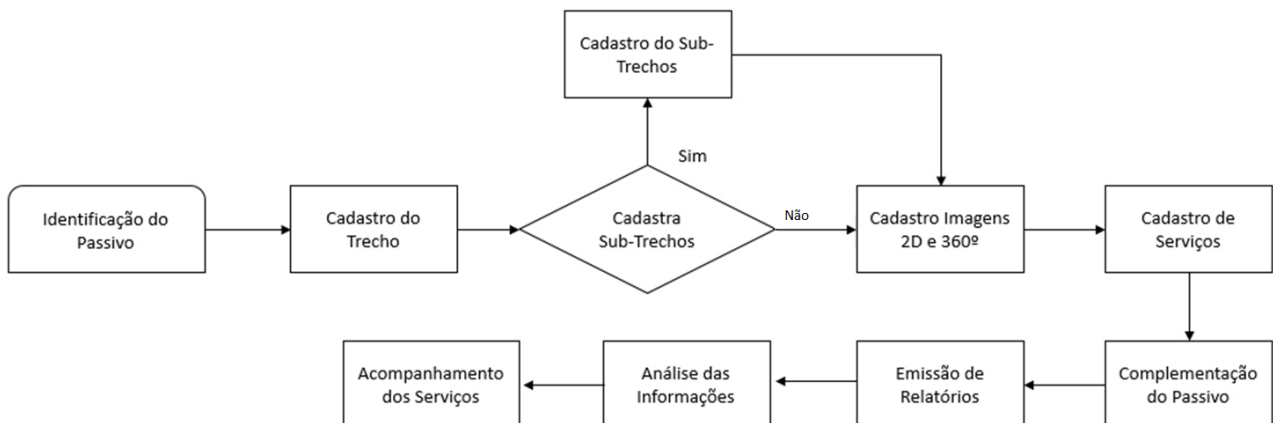 Cadastro do Sub-
Trechos
Sim
Identificação do
Passivo
Cadastro do
Trecho
Cadastra
Sub-Trechos
Não
Cadastro Imagens
2D e 360º
Cadastro de
Serviços
Acompanhamento
dos Serviços
Análise das
Informações
Emissão de
Relatórios
Complementação
do Passivo